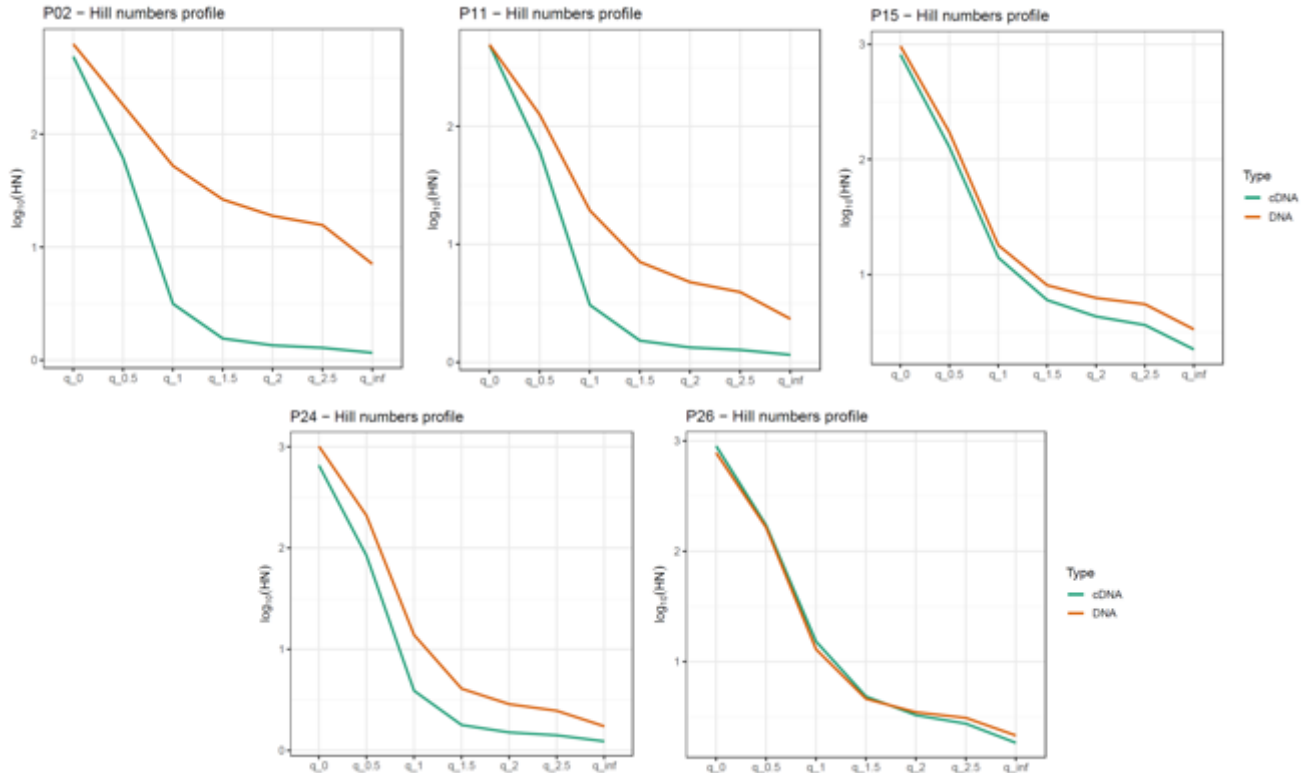 P02 − Hill numbers profile
P11 − Hill numbers profile
P15 − Hill numbers profile
log₁₀(HN)
2
1
0
q_0 q_0.5 q_1 q_1.5 q_2 q_2.5 q_inf
log₁₀(HN)
2
1
0
q_0 q_0.5 q_1 q_1.5 q_2 q_2.5 q_inf
log₁₀(HN)
3
2
1
q_0 q_0.5 q_1 q_1.5 q_2 q_2.5 q_inf
Type
cDNA
DNA
P24 − Hill numbers profile
P26 − Hill numbers profile
log₁₀(HN)
3
2
1
0
q_0 q_0.5 q_1 q_1.5 q_2 q_2.5 q_inf
log₁₀(HN)
3
2
1
q_0 q_0.5 q_1 q_1.5 q_2 q_2.5 q_inf
Type
cDNA
DNA